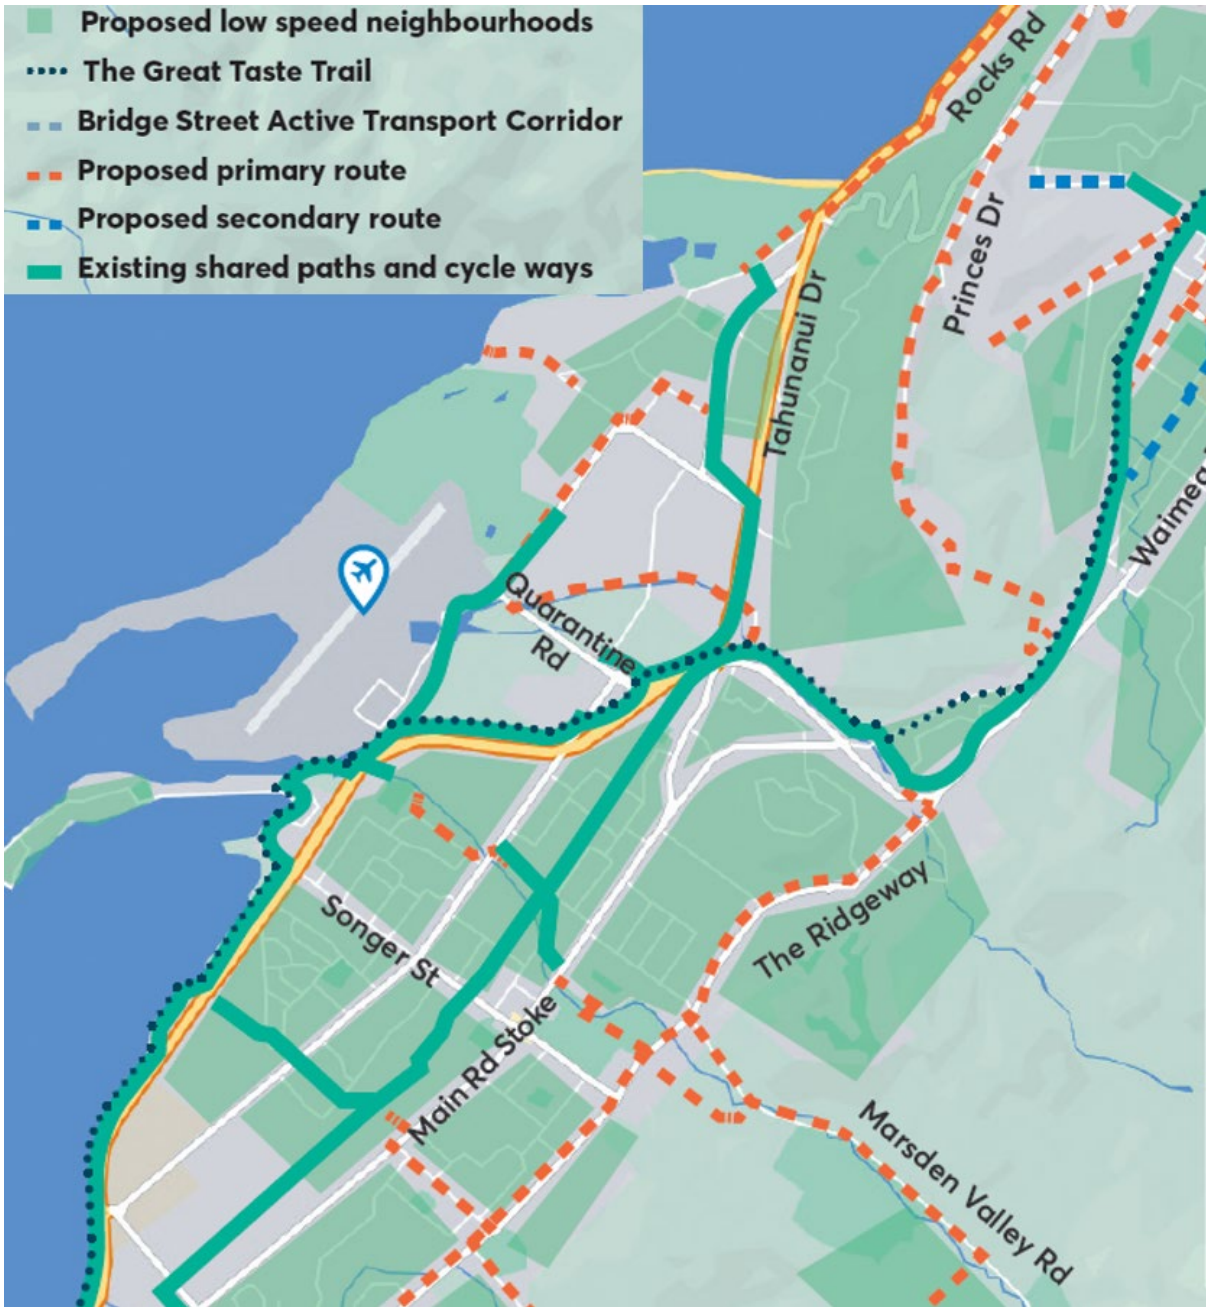 Proposed low speed neighbourhoods
The Great Taste Trail
Bridge Street Active Transport Corridor
Proposed primary route
Proposed secondary route
Existing shared paths and cycle ways
Rocks Rd
Princes Dr
Tahunanui Dr
Quarantine
Rd
The Ridgeway
Songer St
Main Rd Stoke
Marsden Valley Rd